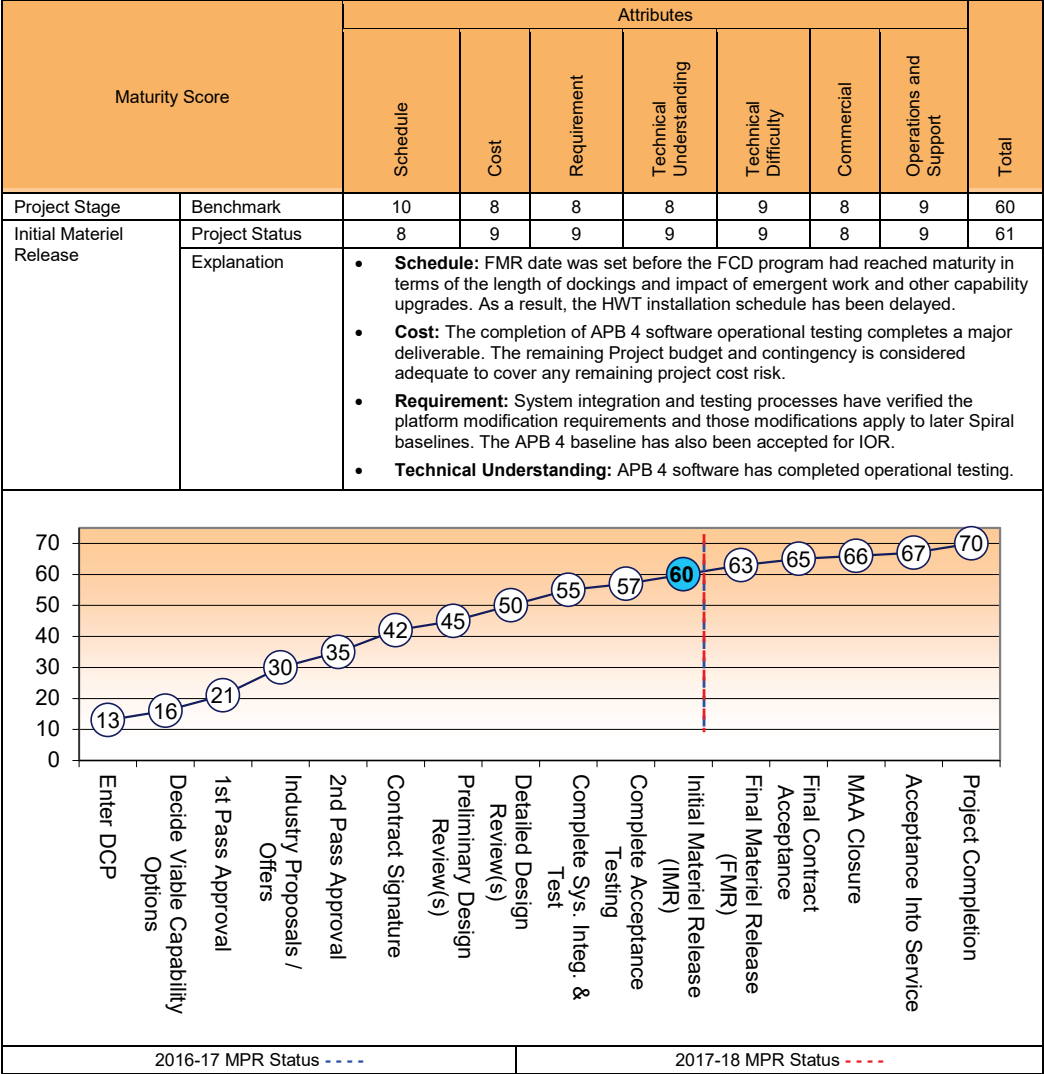 Maturity Score
Attributes
Schedule
Cost
Requirement
Technical
Understanding
Technical
Difficulty
Commercial
Operations and
Support
Total
Project Stage
Benchmark
10 8 8 8 9 8 9 60
Initial Materiel
Release
Project Status
8 9 9 9 9 8 9 61
Explanation
• Schedule: FMR date was set before the FCD program had reached maturity in
terms of the length of dockings and impact of emergent work and other capability
upgrades. As a result, the HWT installation schedule has been delayed.
• Cost: The completion of APB 4 software operational testing completes a major
deliverable. The remaining Project budget and contingency is considered
adequate to cover any remaining project cost risk.
• Requirement: System integration and testing processes have verified the
platform modification requirements and those modifications apply to later Spiral
baselines. The APB 4 baseline has also been accepted for IOR.
• Technical Understanding: APB 4 software has completed operational testing.
70
60
50
40
30
20
10
0
13
16
21
30
35
42
45
50
55
57
60
63
65
66
67
70
Enter DCP
Decide Viable Capability
Options
1st Pass Approval
Industry Proposals /
Offers
2nd Pass Approval
Contract Signature
Preliminary Design
Review(s)
Detailed Design
Review(s)
Complete Sys. Integ. &
Test
Complete Acceptance
Testing
Initial Materiel Release
(IMR)
Final Materiel Release
(FMR)
Final Contract
Acceptance
MAA Closure
Acceptance Into Service
Project Completion
2016-17 MPR Status - - - -
2017-18 MPR Status - - - -